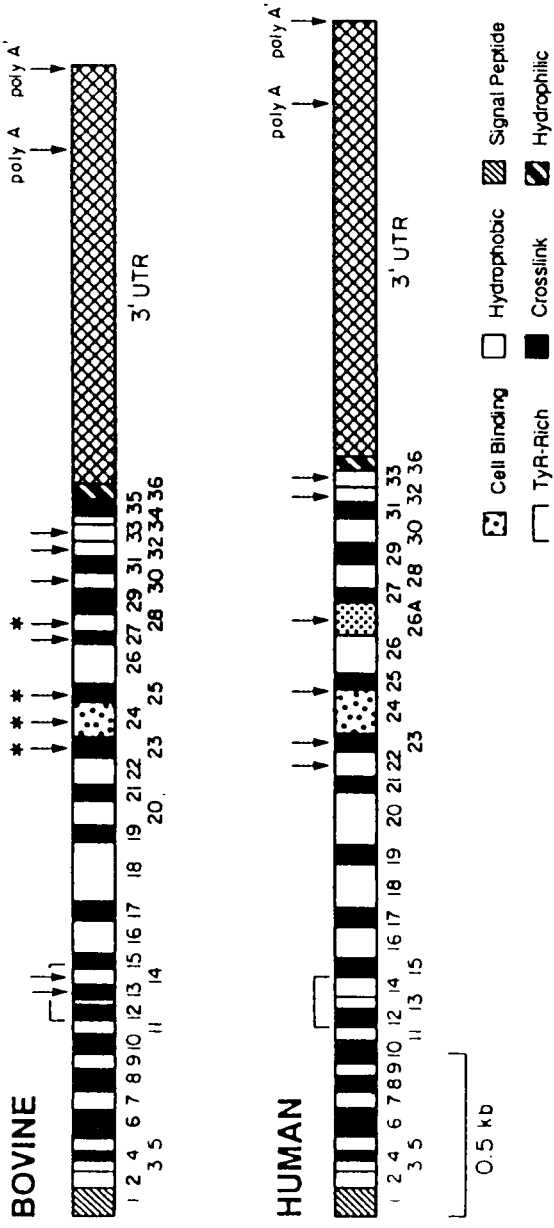 BOVINE
poly A poly A'
* * * *
1 2 4 6 7 8 9 10 12 13 15 16 17 18 19 21 22 24 26 27 29 31 32 33 34 35 36
3 5 11 14 20. 23 25 28 30
3' UTR
HUMAN
poly A poly A'
1 2 4 6 7 8 9 10 12 14 16 17 18 19 20 21 22 24 25 26 27 29 31 33
3 5 11 13 15 23 26A 28 30 32 36
3' UTR
0.5 kb
Cell Binding Hydrophobic Signal Peptide
TyR-Rich Crosslink Hydrophilic